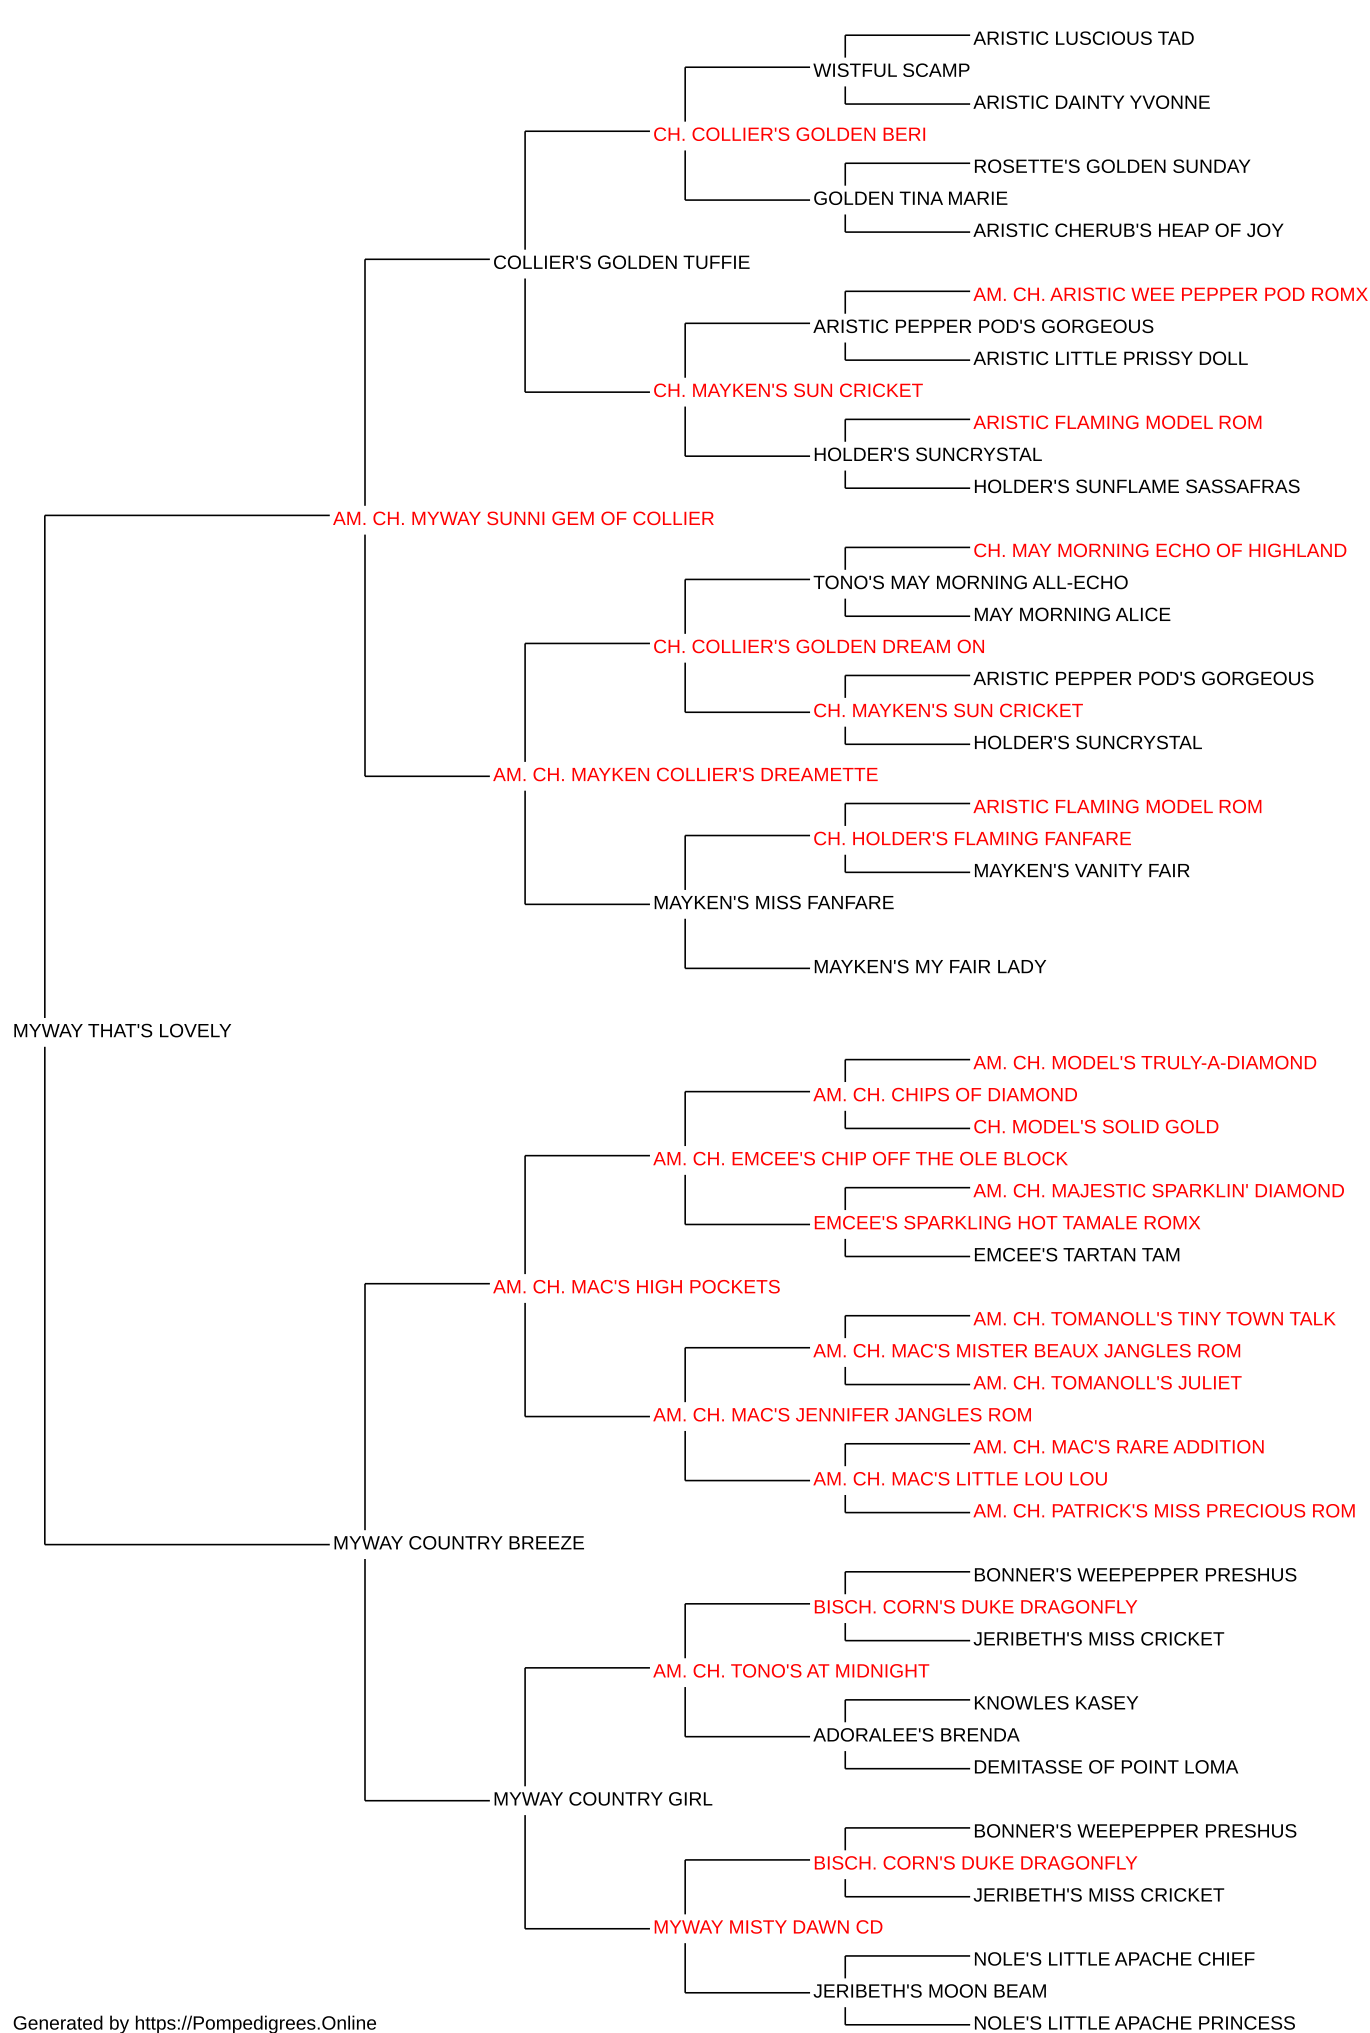 ARISTIC LUSCIOUS TAD
WISTFUL SCAMP
ARISTIC DAINTY YVONNE
CH. COLLIER'S GOLDEN BERI
ROSETTE'S GOLDEN SUNDAY
GOLDEN TINA MARIE
ARISTIC CHERUB'S HEAP OF JOY
COLLIER'S GOLDEN TUFFIE
AM. CH. ARISTIC WEE PEPPER POD ROMX
ARISTIC PEPPER POD'S GORGEOUS
ARISTIC LITTLE PRISSY DOLL
CH. MAYKEN'S SUN CRICKET
ARISTIC FLAMING MODEL ROM
HOLDER'S SUNCRYSTAL
HOLDER'S SUNFLAME SASSAFRAS
AM. CH. MYWAY SUNNI GEM OF COLLIER
CH. MAY MORNING ECHO OF HIGHLAND
TONO'S MAY MORNING ALL-ECHO
MAY MORNING ALICE
CH. COLLIER'S GOLDEN DREAM ON
ARISTIC PEPPER POD'S GORGEOUS
CH. MAYKEN'S SUN CRICKET
HOLDER'S SUNCRYSTAL
AM. CH. MAYKEN COLLIER'S DREAMETTE
ARISTIC FLAMING MODEL ROM
CH. HOLDER'S FLAMING FANFARE
MAYKEN'S VANITY FAIR
MAYKEN'S MISS FANFARE
MAYKEN'S MY FAIR LADY
MYWAY THAT'S LOVELY
AM. CH. MODEL'S TRULY-A-DIAMOND
AM. CH. CHIPS OF DIAMOND
CH. MODEL'S SOLID GOLD
AM. CH. EMCEE'S CHIP OFF THE OLE BLOCK
AM. CH. MAJESTIC SPARKLIN' DIAMOND
EMCEE'S SPARKLING HOT TAMALE ROMX
EMCEE'S TARTAN TAM
AM. CH. MAC'S HIGH POCKETS
AM. CH. TOMANOLL'S TINY TOWN TALK
AM. CH. MAC'S MISTER BEAUX JANGLES ROM
AM. CH. TOMANOLL'S JULIET
AM. CH. MAC'S JENNIFER JANGLES ROM
AM. CH. MAC'S RARE ADDITION
AM. CH. MAC'S LITTLE LOU LOU
AM. CH. PATRICK'S MISS PRECIOUS ROM
MYWAY COUNTRY BREEZE
BONNER'S WEEPEPPER PRESHUS
BISCH. CORN'S DUKE DRAGONFLY
JERIBETH'S MISS CRICKET
AM. CH. TONO'S AT MIDNIGHT
KNOWLES KASEY
ADORALEE'S BRENDA
DEMITASSE OF POINT LOMA
MYWAY COUNTRY GIRL
BONNER'S WEEPEPPER PRESHUS
BISCH. CORN'S DUKE DRAGONFLY
JERIBETH'S MISS CRICKET
MYWAY MISTY DAWN CD
NOLE'S LITTLE APACHE CHIEF
JERIBETH'S MOON BEAM
NOLE'S LITTLE APACHE PRINCESS
Generated by https://Pompedigrees.Online